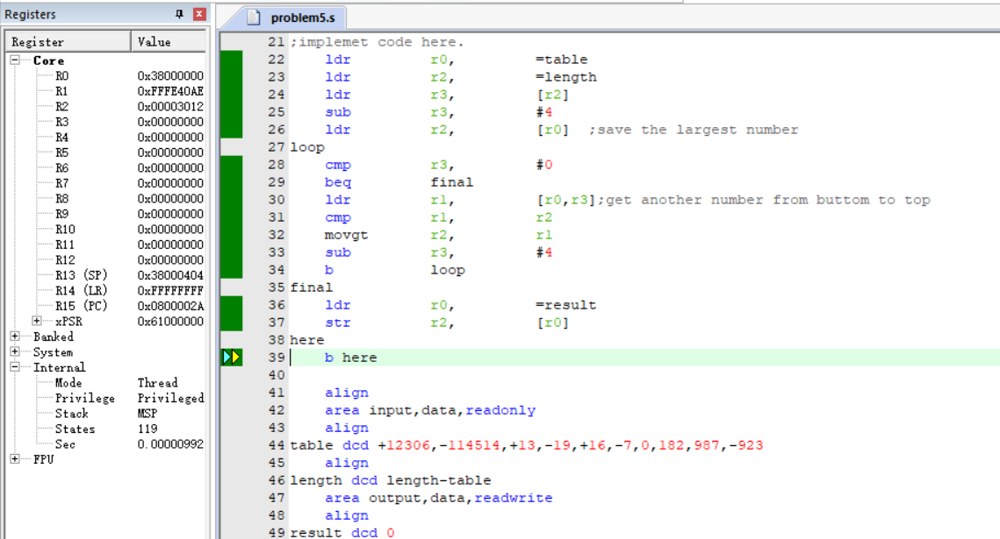 Registers
Register Value
Core
R0 0x38000000
R1 0xFFFE40AE
R2 0x00003012
R3 0x00000000
R4 0x00000000
R5 0x00000000
R6 0x00000000
R7 0x00000000
R8 0x00000000
R9 0x00000000
R10 0x00000000
R11 0x00000000
R12 0x00000000
R13 (SP) 0x38000404
R14 (LR) 0xFFFFFFFF
R15 (PC) 0x0800002A
xPSR 0x61000000
Banked
System
Internal
Mode Thread
Privilege Privileged
Stack MSP
States 119
Sec 0.00000992
FPU
problem5.s
21 ;implemet code here.
22 ldr r0, =table
23 ldr r2, =length
24 ldr r3, [r2]
25 sub r3, #4
26 ldr r2, [r0] ;save the largest number
27 loop
28 cmp r3, #0
29 beq final
30 ldr r1, [r0,r3];get another number from buttom to top
31 cmp r1, r2
32 movgt r2, r1
33 sub r3, #4
34 b loop
35 final
36 ldr r0, =result
37 str r2, [r0]
38 here
39 b here
40
41 align
42 area input,data,readonly
43 align
44 table dcd +12306,-114514,+13,-19,+16,-7,0,182,987,-923
45 align
46 length dcd length-table
47 area output,data,readwrite
48 align
49 result dcd 0